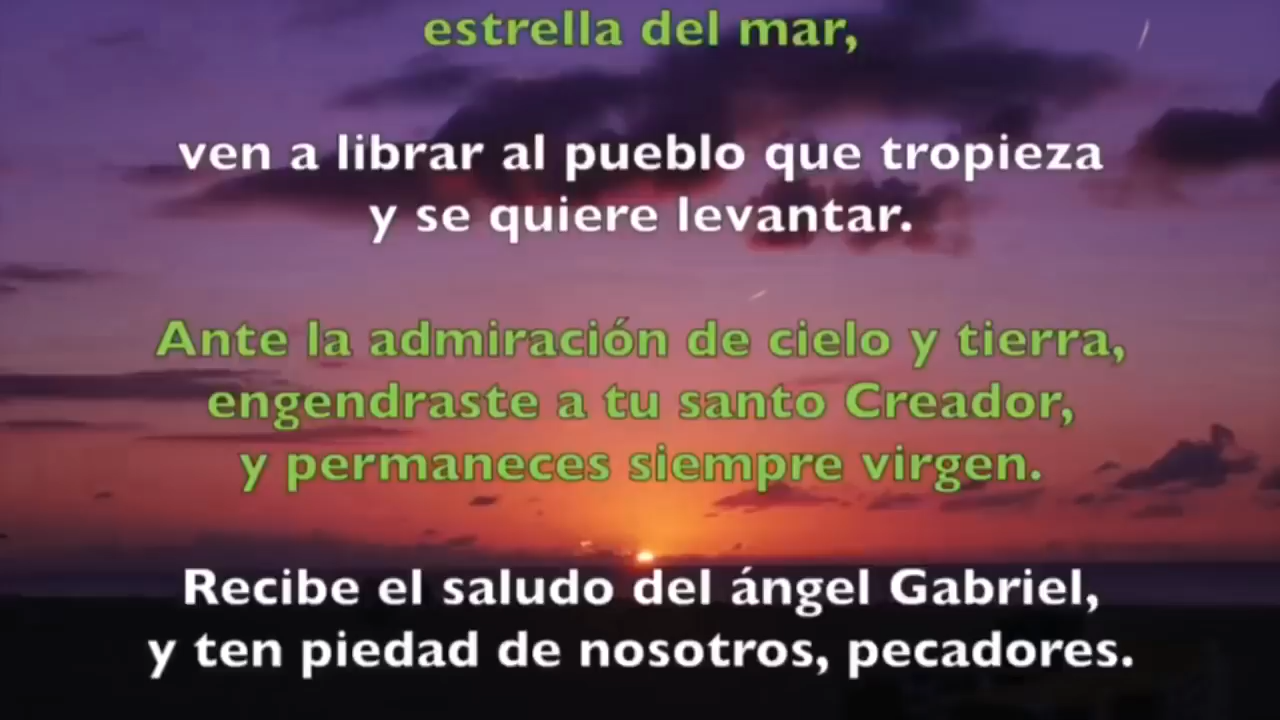 estrella del mar,
ven a librar al pueblo que tropieza
y se quiere levantar.
Ante la admiración de cielo y tierra,
engendraste a tu santo Creador,
y permaneces siempre virgen.
Recibe el saludo del ángel Gabriel,
y ten piedad de nosotros, pecadores.